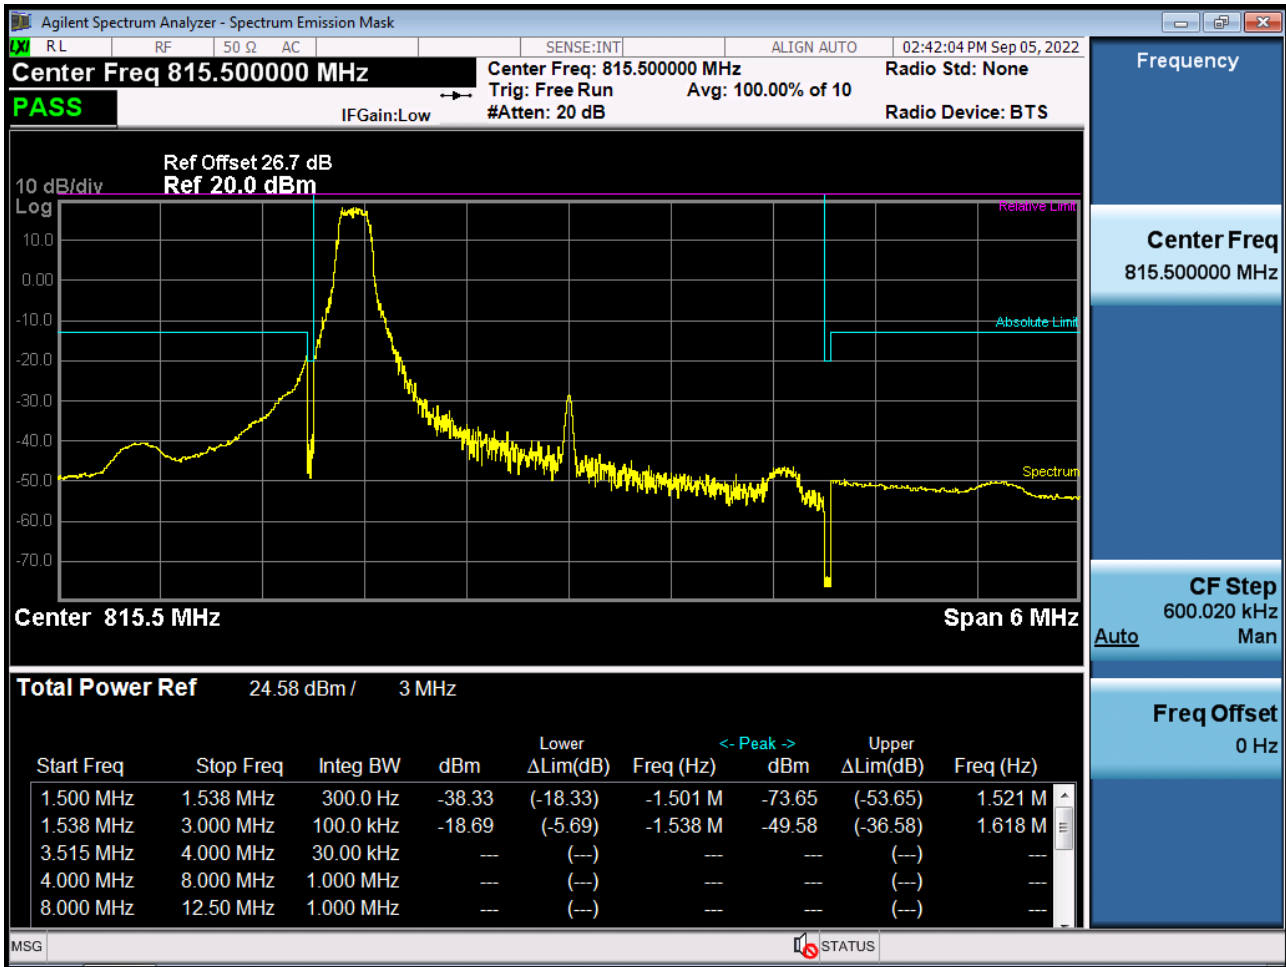 Agilent Spectrum Analyzer - Spectrum Emission Mask
LXI RL RF 50 Ω AC SENSE:INT ALIGN AUTO 02:42:04 PM Sep 05, 2022
Center Freq 815.500000 MHz
Center Freq: 815.500000 MHz Radio Std: None
Trig: Free Run Avg: 100.00% of 10
PASS
IFGain:Low #Atten: 20 dB Radio Device: BTS
Ref Offset 26.7 dB
10 dB/div Ref 20.0 dBm
Log
Relative Limit
10.0
0.00
-10.0
Absolute Limit
-20.0
-30.0
-40.0
Spectrum
-50.0
-60.0
-70.0
Center 815.5 MHz Span 6 MHz
Total Power Ref 24.58 dBm / 3 MHz
Lower <- Peak -> Upper
Start Freq Stop Freq Integ BW dBm ΔLim(dB) Freq (Hz) dBm ΔLim(dB) Freq (Hz)
1.500 MHz 1.538 MHz 300.0 Hz -38.33 (-18.33) -1.501 M -73.65 (-53.65) 1.521 M
1.538 MHz 3.000 MHz 100.0 kHz -18.69 (-5.69) -1.538 M -49.58 (-36.58) 1.618 M
3.515 MHz 4.000 MHz 30.00 kHz --- (---) --- --- (---) ---
4.000 MHz 8.000 MHz 1.000 MHz --- (---) --- --- (---) ---
8.000 MHz 12.50 MHz 1.000 MHz --- (---) --- --- (---) ---
MSG STATUS
Frequency
Center Freq
815.500000 MHz
CF Step
600.020 kHz
Auto Man
Freq Offset
0 Hz